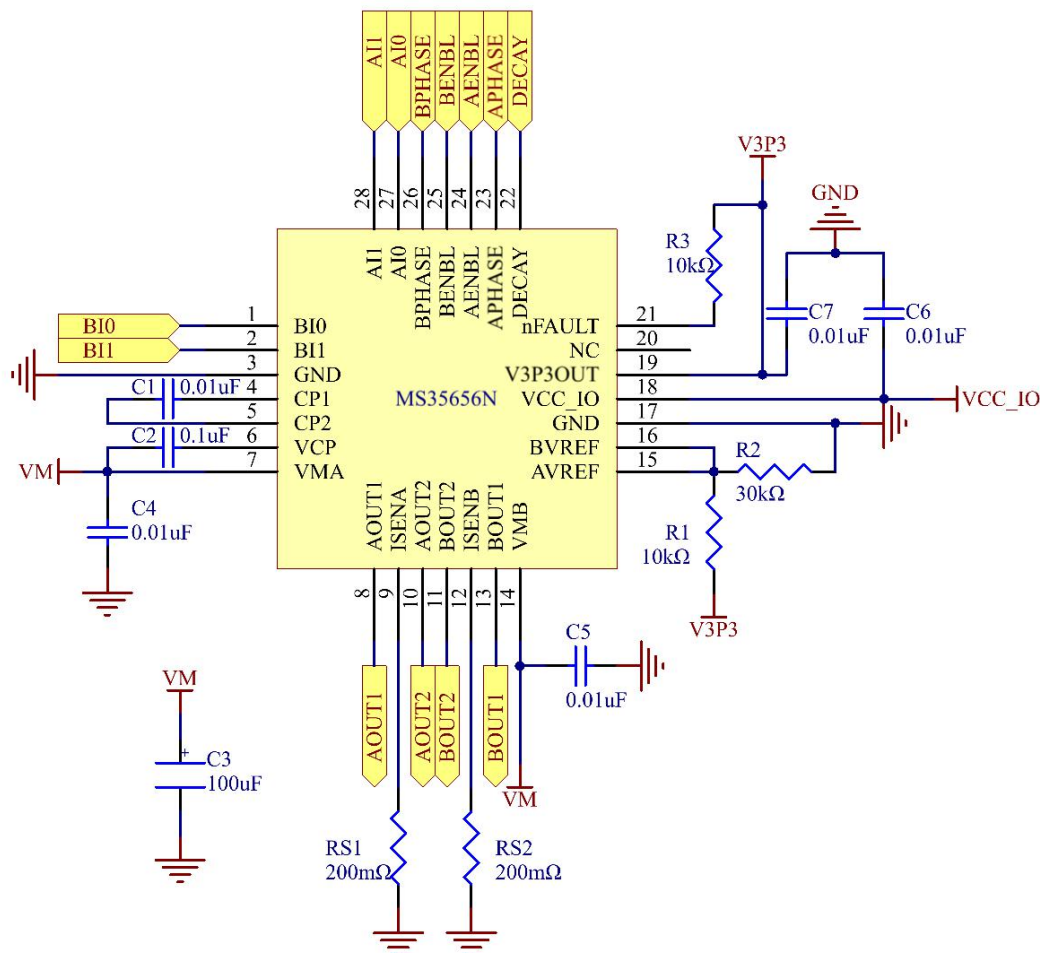 AI1
AI0
BPHASE
BENBL
AENBL
APHASE
DECAY
28
27
26
25
24
23
22
AI1
AI0
BPHASE
BENBL
AENBL
APHASE
DECAY
V3P3
GND
R3
10kΩ
C7
0.01uF
C6
0.01uF
BI0
BI1
1
2
3
4
5
6
7
BI0
BI1
GND
CP1
CP2
VCP
VMA
C1 0.01uF
C2 0.1uF
VM
C4
0.01uF
MS35656N
nFAULT
NC
V3P3OUT
VCC_IO
GND
BVREF
AVREF
21
20
19
18
17
16
15
VCC_IO
R2
30kΩ
R1
10kΩ
V3P3
AOUT1
ISENA
AOUT2
BOUT2
ISENB
BOUT1
VMB
8
9
10
11
12
13
14
AOUT1
AOUT2
BOUT2
BOUT1
C5
0.01uF
VM
VM
+
C3
100uF
RS1
200mΩ
RS2
200mΩ